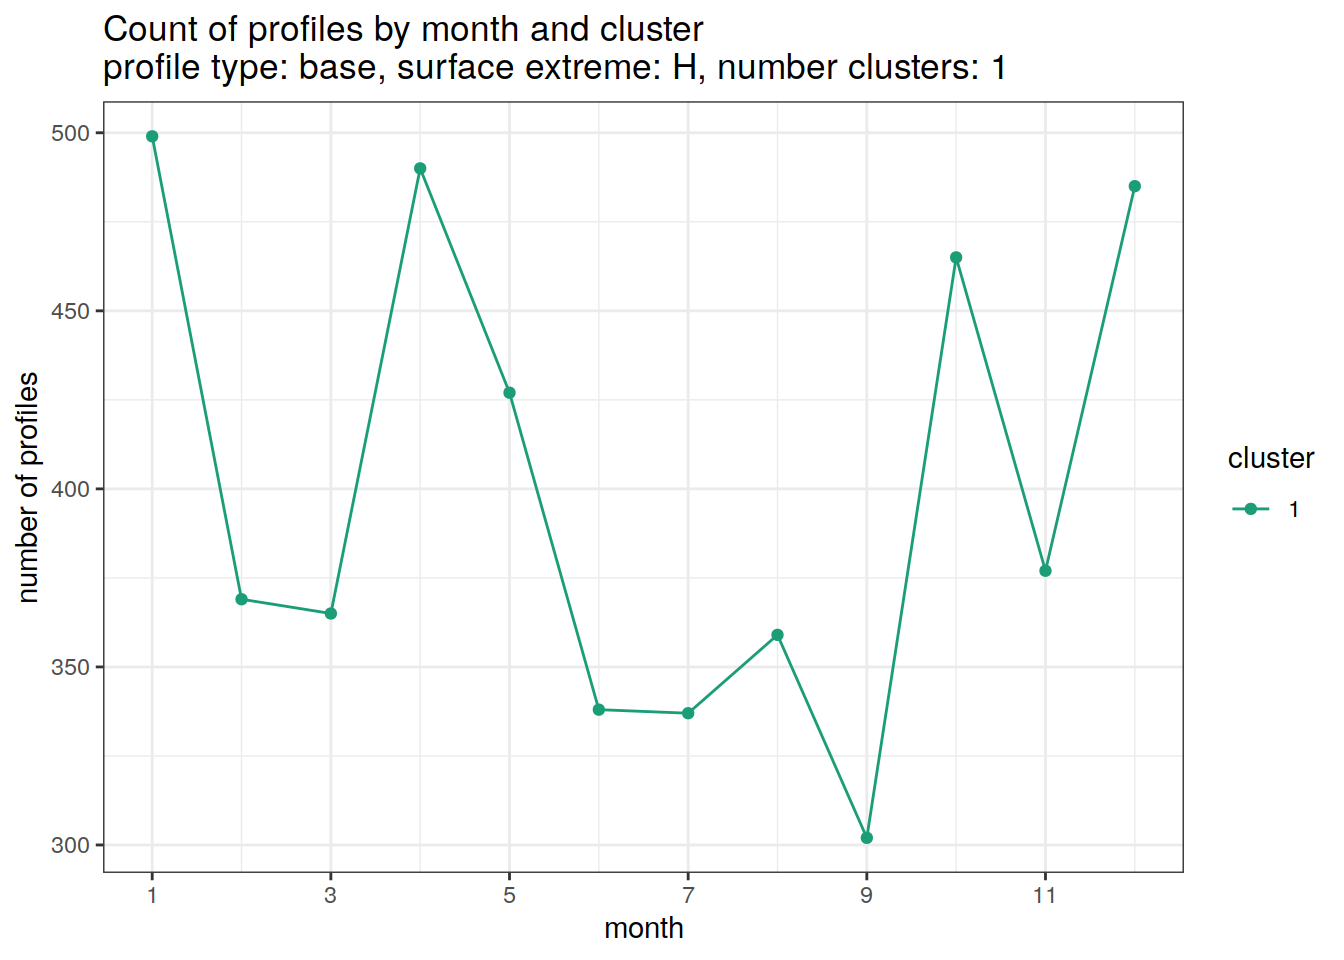 Count of profiles by month and cluster
profile type: base, surface extreme: H, number clusters: 1
500
450
400
350
300
number of profiles
1 3 5 7 9 11
month
cluster
1